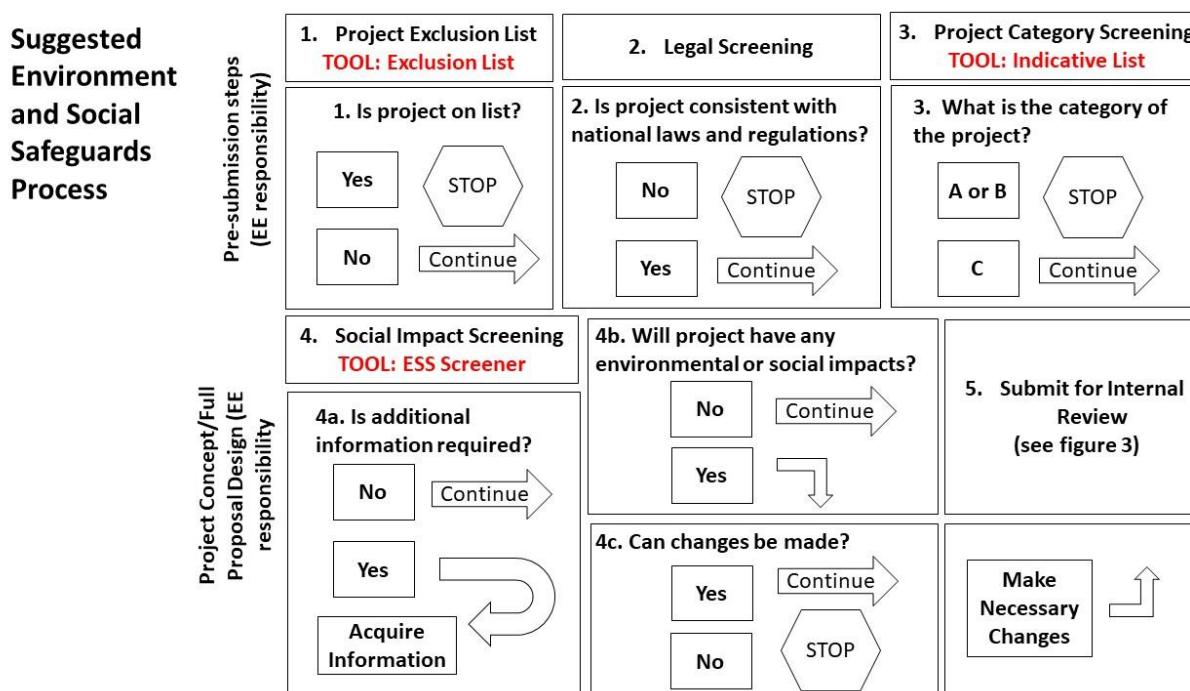 Suggested
Environment
and Social
Safeguards
Process
Pre-submission steps
(EE responsibility)
1. Project Exclusion List
TOOL: Exclusion List
2. Legal Screening
3. Project Category Screening
TOOL: Indicative List
1. Is project on list?
Yes
STOP
No
Continue
2. Is project consistent with
national laws and regulations?
No
STOP
Yes
Continue
3. What is the category of
the project?
A or B
STOP
C
Continue
Project Concept/Full
Proposal Design (EE
responsibility
4. Social Impact Screening
TOOL: ESS Screener
4a. Is additional
information required?
No
Continue
Yes
Acquire
Information
4b. Will project have any
environmental or social impacts?
No
Continue
Yes
4c. Can changes be made?
Yes
Continue
No
STOP
5. Submit for Internal
Review
(see figure 3)
Make
Necessary
Changes